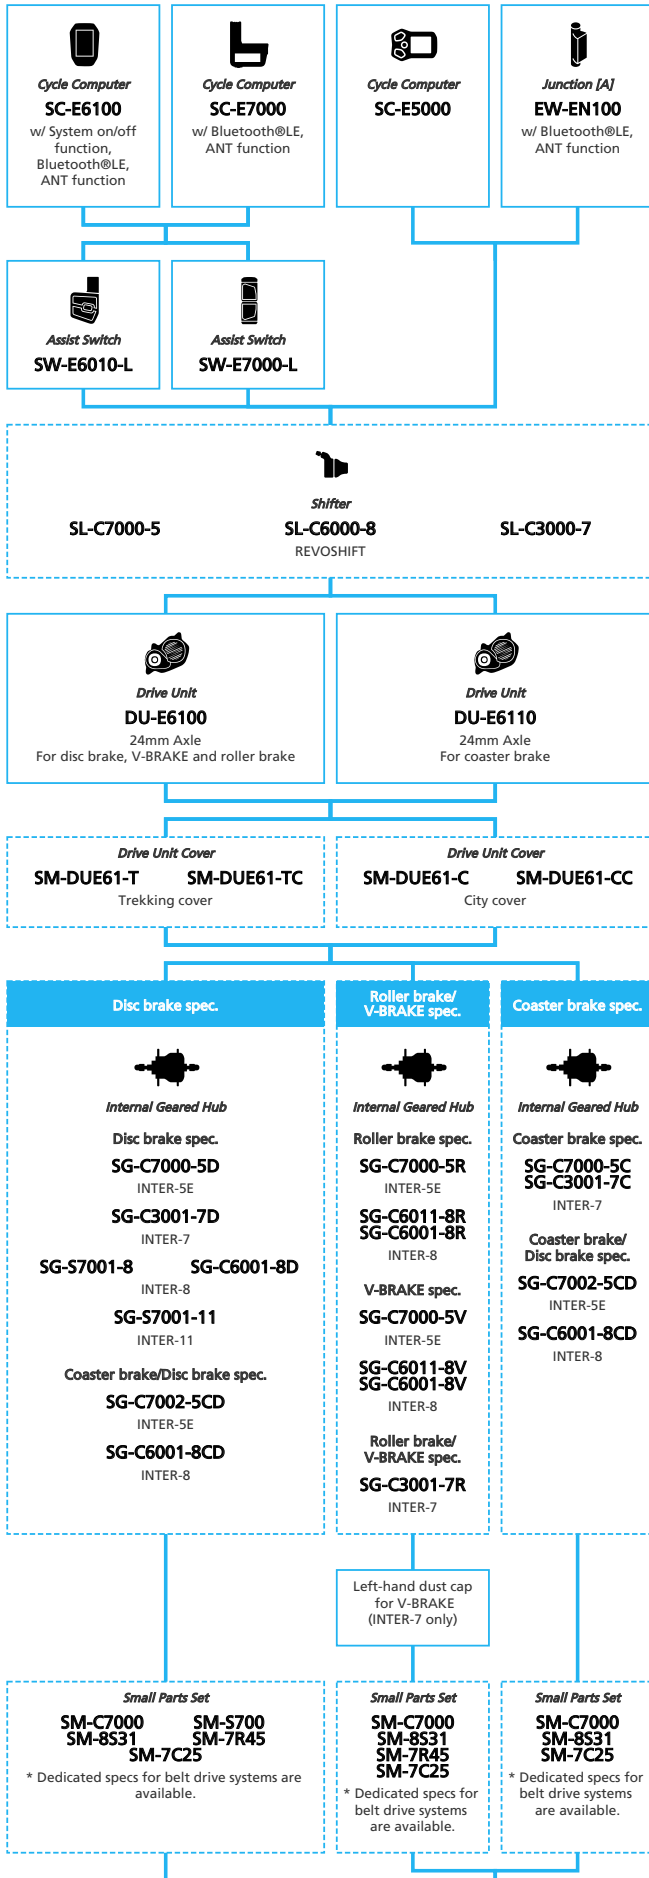 Cycle Computer
SC-E6100
w/ System on/off
function,
Bluetooth®LE,
ANT function
Cycle Computer
SC-E7000
w/ Bluetooth®LE,
ANT function
Cycle Computer
SC-E5000
Junction [A]
EW-EN100
w/ Bluetooth®LE,
ANT function
Assist Switch
SW-E6010-L
Assist Switch
SW-E7000-L
Shifter
SL-C7000-5
SL-C6000-8
SL-C3000-7
REVOSHIFT
Drive Unit
DU-E6100
24mm Axle
For disc brake, V-BRAKE and roller brake
Drive Unit
DU-E6110
24mm Axle
For coaster brake
Drive Unit Cover
SM-DUE61-T SM-DUE61-TC
Trekking cover
Drive Unit Cover
SM-DUE61-C SM-DUE61-CC
City cover
Disc brake spec.
Internal Geared Hub
Disc brake spec.
SG-C7000-5D
INTER-5E
SG-C3001-7D
INTER-7
SG-S7001-8 SG-C6001-8D
INTER-8
SG-S7001-11
INTER-11
Coaster brake/Disc brake spec.
SG-C7002-5CD
INTER-5E
SG-C6001-8CD
INTER-8
Roller brake/
V-BRAKE spec.
Internal Geared Hub
Roller brake spec.
SG-C7000-5R
INTER-5E
SG-C6011-8R
SG-C6001-8R
INTER-8
V-BRAKE spec.
SG-C7000-5V
INTER-5E
SG-C6011-8V
SG-C6001-8V
INTER-8
Roller brake/
V-BRAKE spec.
SG-C3001-7R
INTER-7
Coaster brake spec.
Internal Geared Hub
Coaster brake spec.
SG-C7000-5C
SG-C3001-7C
INTER-7
Coaster brake/
Disc brake spec.
SG-C7002-5CD
INTER-5E
SG-C6001-8CD
INTER-8
Left-hand dust cap
for V-BRAKE
(INTER-7 only)
Small Parts Set
SM-C7000 SM-S700
SM-8S31 SM-7R45
SM-7C25
* Dedicated specs for belt drive systems are
available.
Small Parts Set
SM-C7000
SM-8S31
SM-7R45
SM-7C25
* Dedicated specs for
belt drive systems
are available.
Small Parts Set
SM-C7000
SM-8S31
SM-7C25
* Dedicated specs for
belt drive systems
are available.